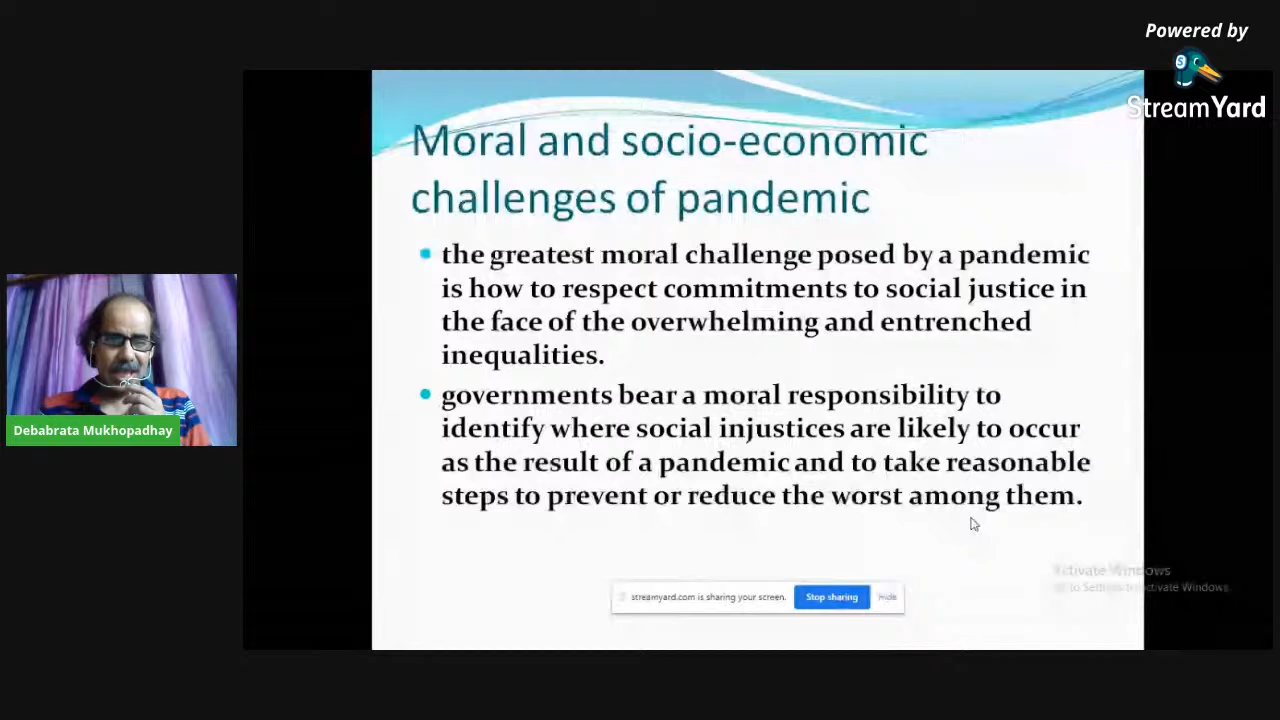 Powered by
StreamYard
Moral and socio-economic
challenges of pandemic
the greatest moral challenge posed by a pandemic
is how to respect commitments to social justice in
the face of the overwhelming and entrenched
inequalities.
governments bear a moral responsibility to
identify where social injustices are likely to occur
as the result of a pandemic and to take reasonable
steps to prevent or reduce the worst among them.
Debabrata Mukhopadhay
Activate Windows
Go to Settings to activate Windows.
streamyard.com is sharing your screen.
Stop sharing
Hide